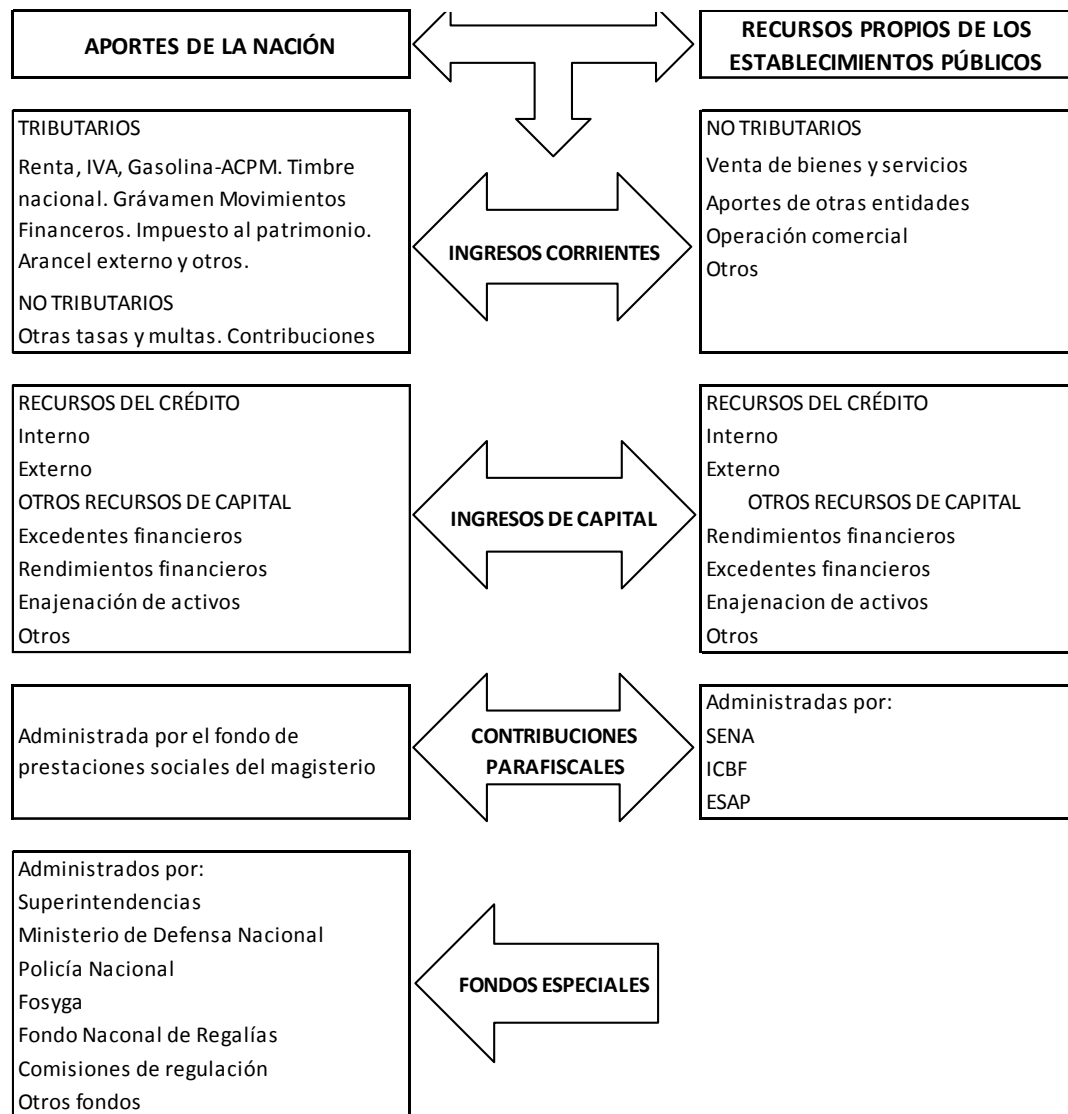 APORTES DE LA NACIÓN
RECURSOS PROPIOS DE LOS
ESTABLECIMIENTOS PÚBLICOS
TRIBUTARIOS
Renta, IVA, Gasolina-ACPM. Timbre
nacional. Grávamen Movimientos
Financeros. Impuesto al patrimonio.
Arancel externo y otros.
NO TRIBUTARIOS
Otras tasas y multas. Contribuciones
INGRESOS CORRIENTES
NO TRIBUTARIOS
Venta de bienes y servicios
Aportes de otras entidades
Operación comercial
Otros
RECURSOS DEL CRÉDITO
Interno
Externo
OTROS RECURSOS DE CAPITAL
Excedentes financieros
Rendimientos financieros
Enajenación de activos
Otros
INGRESOS DE CAPITAL
RECURSOS DEL CRÉDITO
Interno
Externo
OTROS RECURSOS DE CAPITAL
Rendimientos financieros
Excedentes financieros
Enajenacion de activos
Otros
Administrada por el fondo de
prestaciones sociales del magisterio
CONTRIBUCIONES
PARAFISCALES
Administradas por:
SENA
ICBF
ESAP
Administrados por:
Superintendencias
Ministerio de Defensa Nacional
Policía Nacional
Fosyga
Fondo Naconal de Regalías
Comisiones de regulación
Otros fondos
FONDOS ESPECIALES